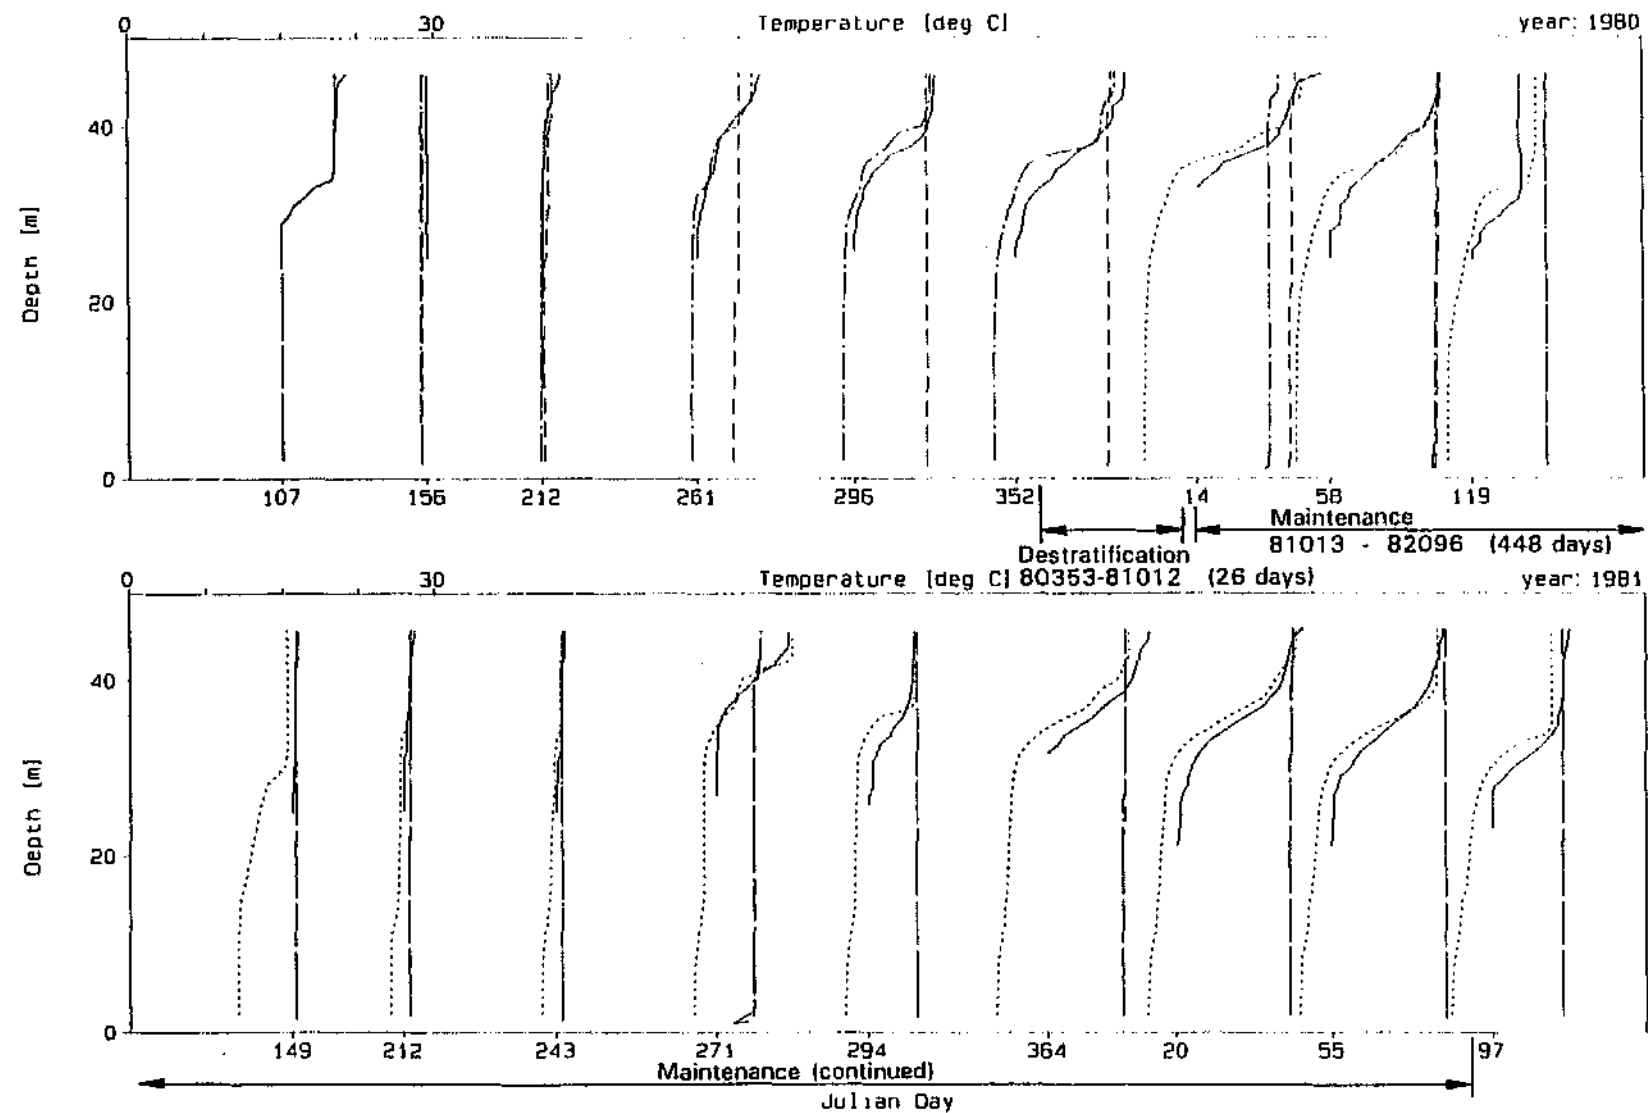 0 30 Temperature [deg C] year: 1980
40
20
0
Depth [m]
107 156 212 261 296 352 14 58 119
Maintenance
Destratification 81013 - 82096 (448 days)
0 30 Temperature [deg C] 80353-81012 (26 days) year: 1981
40
20
0
Depth [m]
149 212 243 271 294 364 20 55 97
Maintenance (continued)
Julian Day